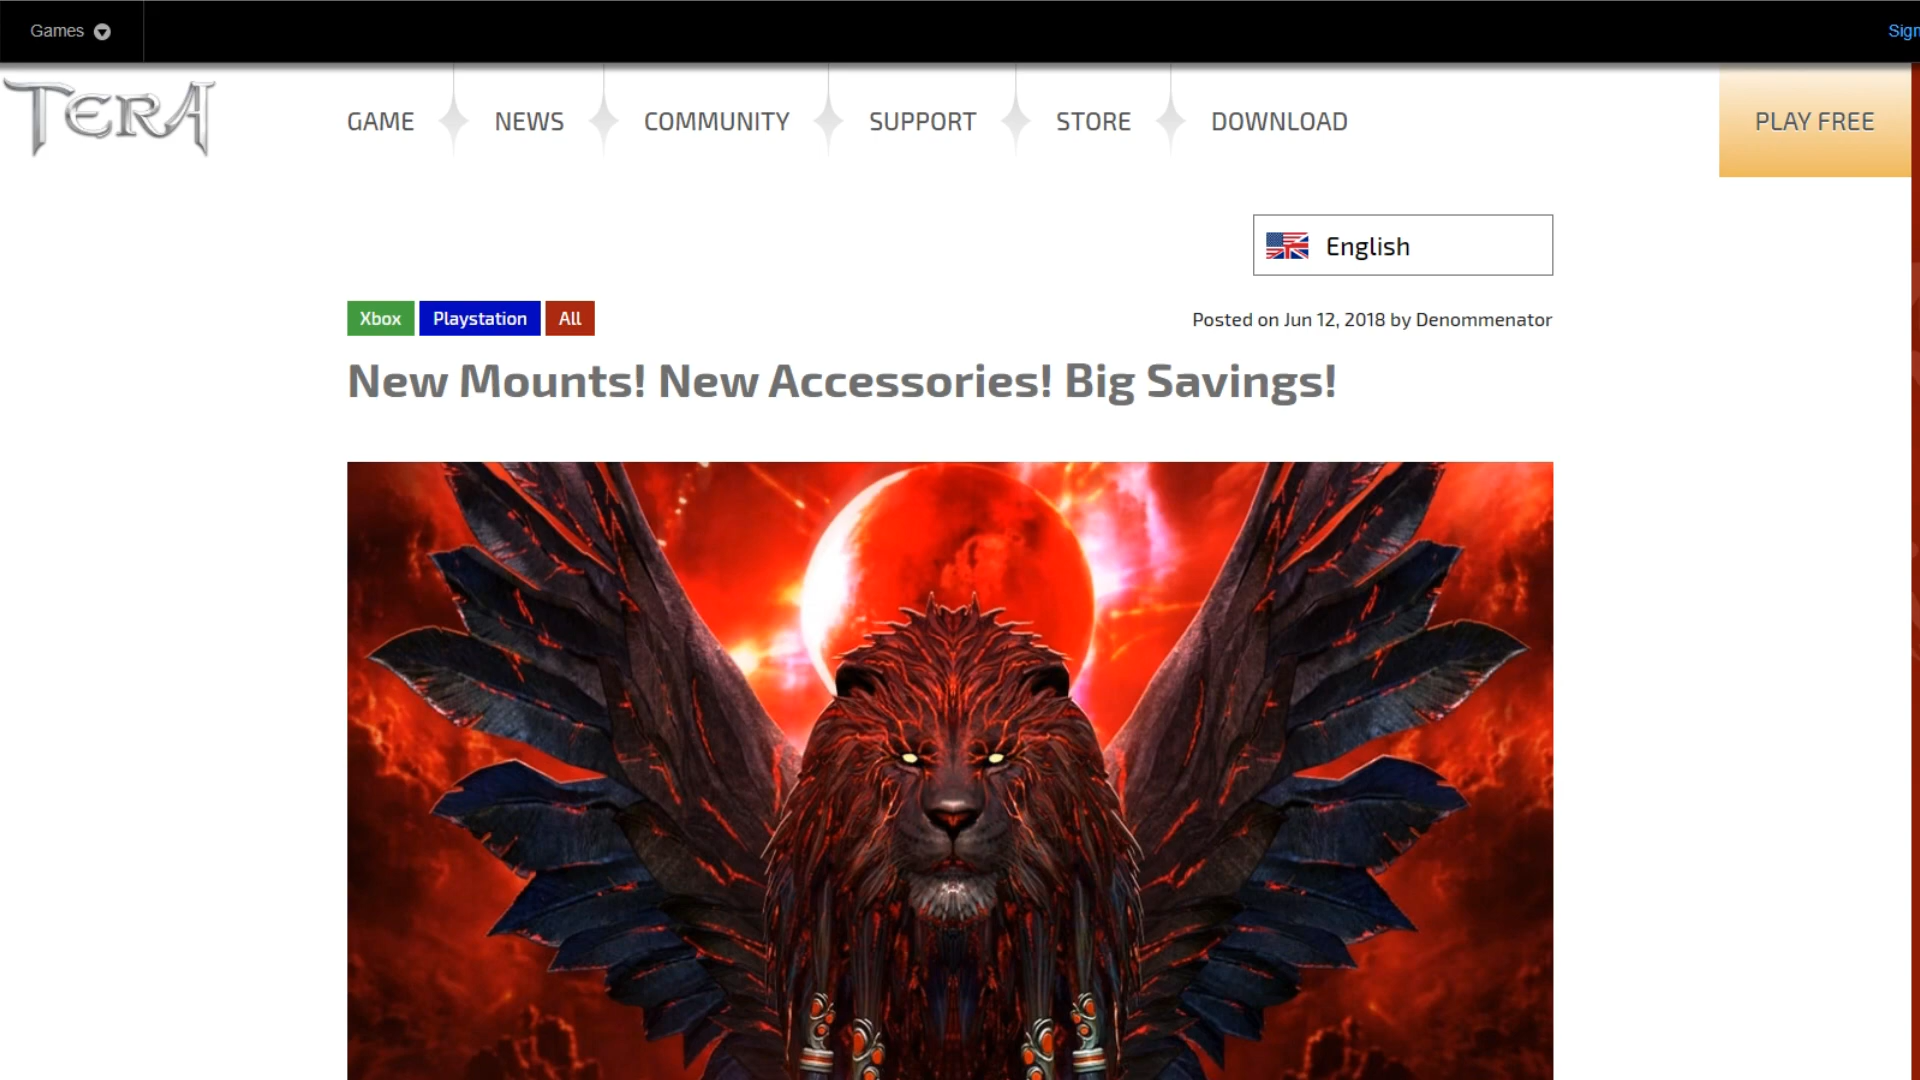 Games
TERA
GAME NEWS COMMUNITY SUPPORT STORE DOWNLOAD
PLAY FREE
English
Xbox Playstation All
Posted on Jun 12, 2018 by Denommenator
New Mounts! New Accessories! Big Savings!